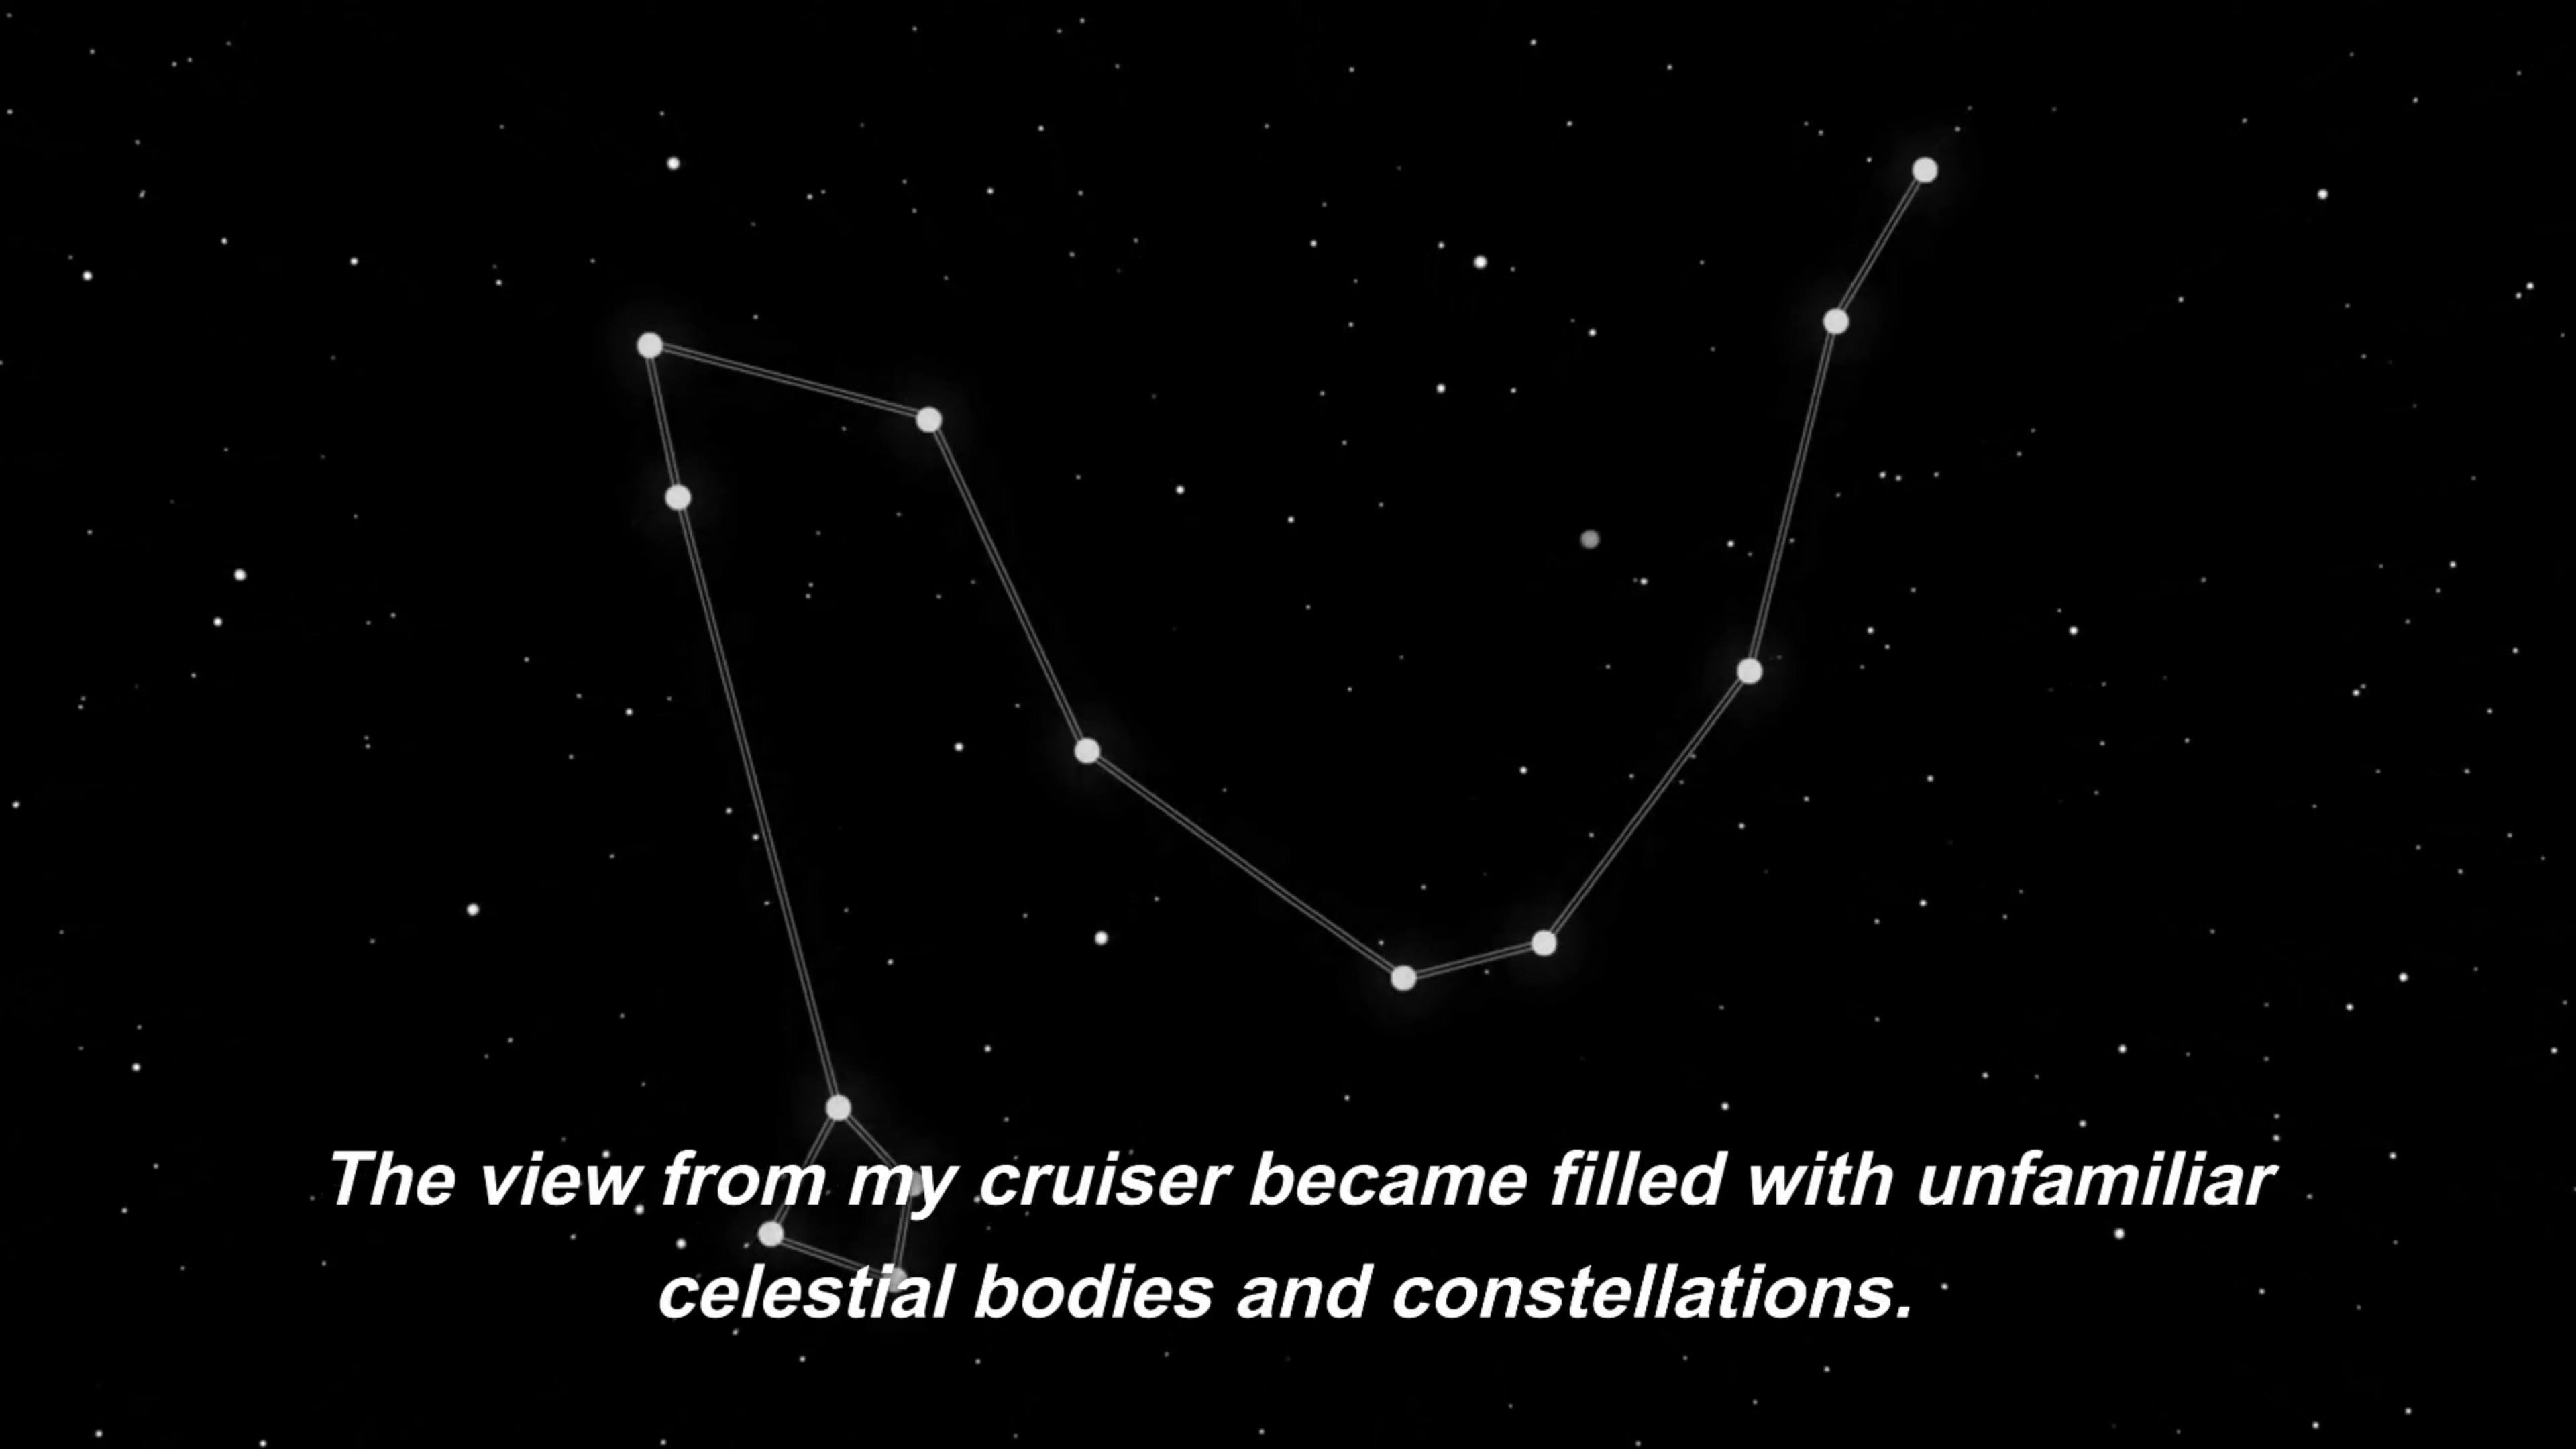 The view from my cruiser became filled with unfamiliar
celestial bodies and constellations.